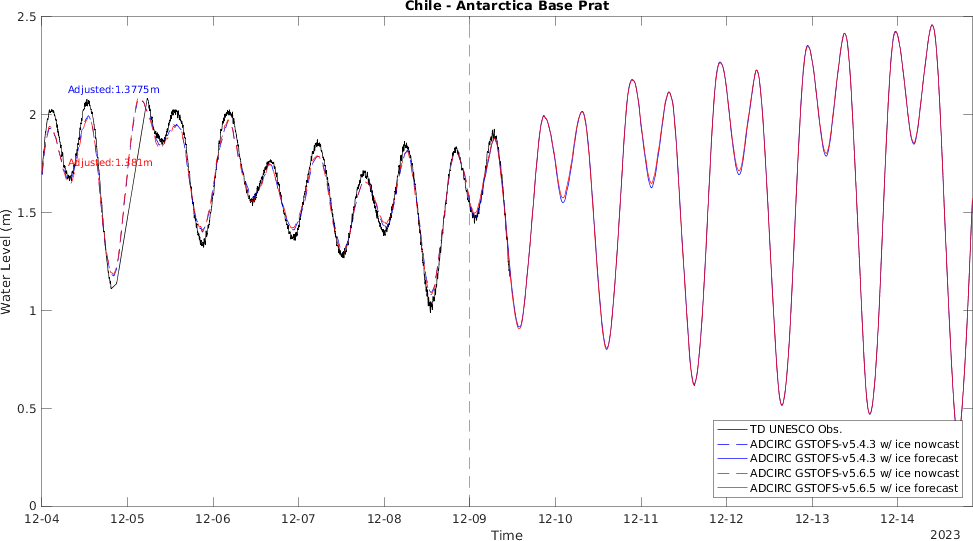 Chile - Antarctica Base Prat
2.5
2
1.5
1
0.5
0
Water Level (m)
Adjusted:1.3775m
Adjusted:1.381m
TD UNESCO Obs.
ADCIRC GSTOFS-v5.4.3 w/ ice nowcast
ADCIRC GSTOFS-v5.4.3 w/ ice forecast
ADCIRC GSTOFS-v5.6.5 w/ ice nowcast
ADCIRC GSTOFS-v5.6.5 w/ ice forecast
12-04 12-05 12-06 12-07 12-08 12-09 12-10 12-11 12-12 12-13 12-14
Time
2023